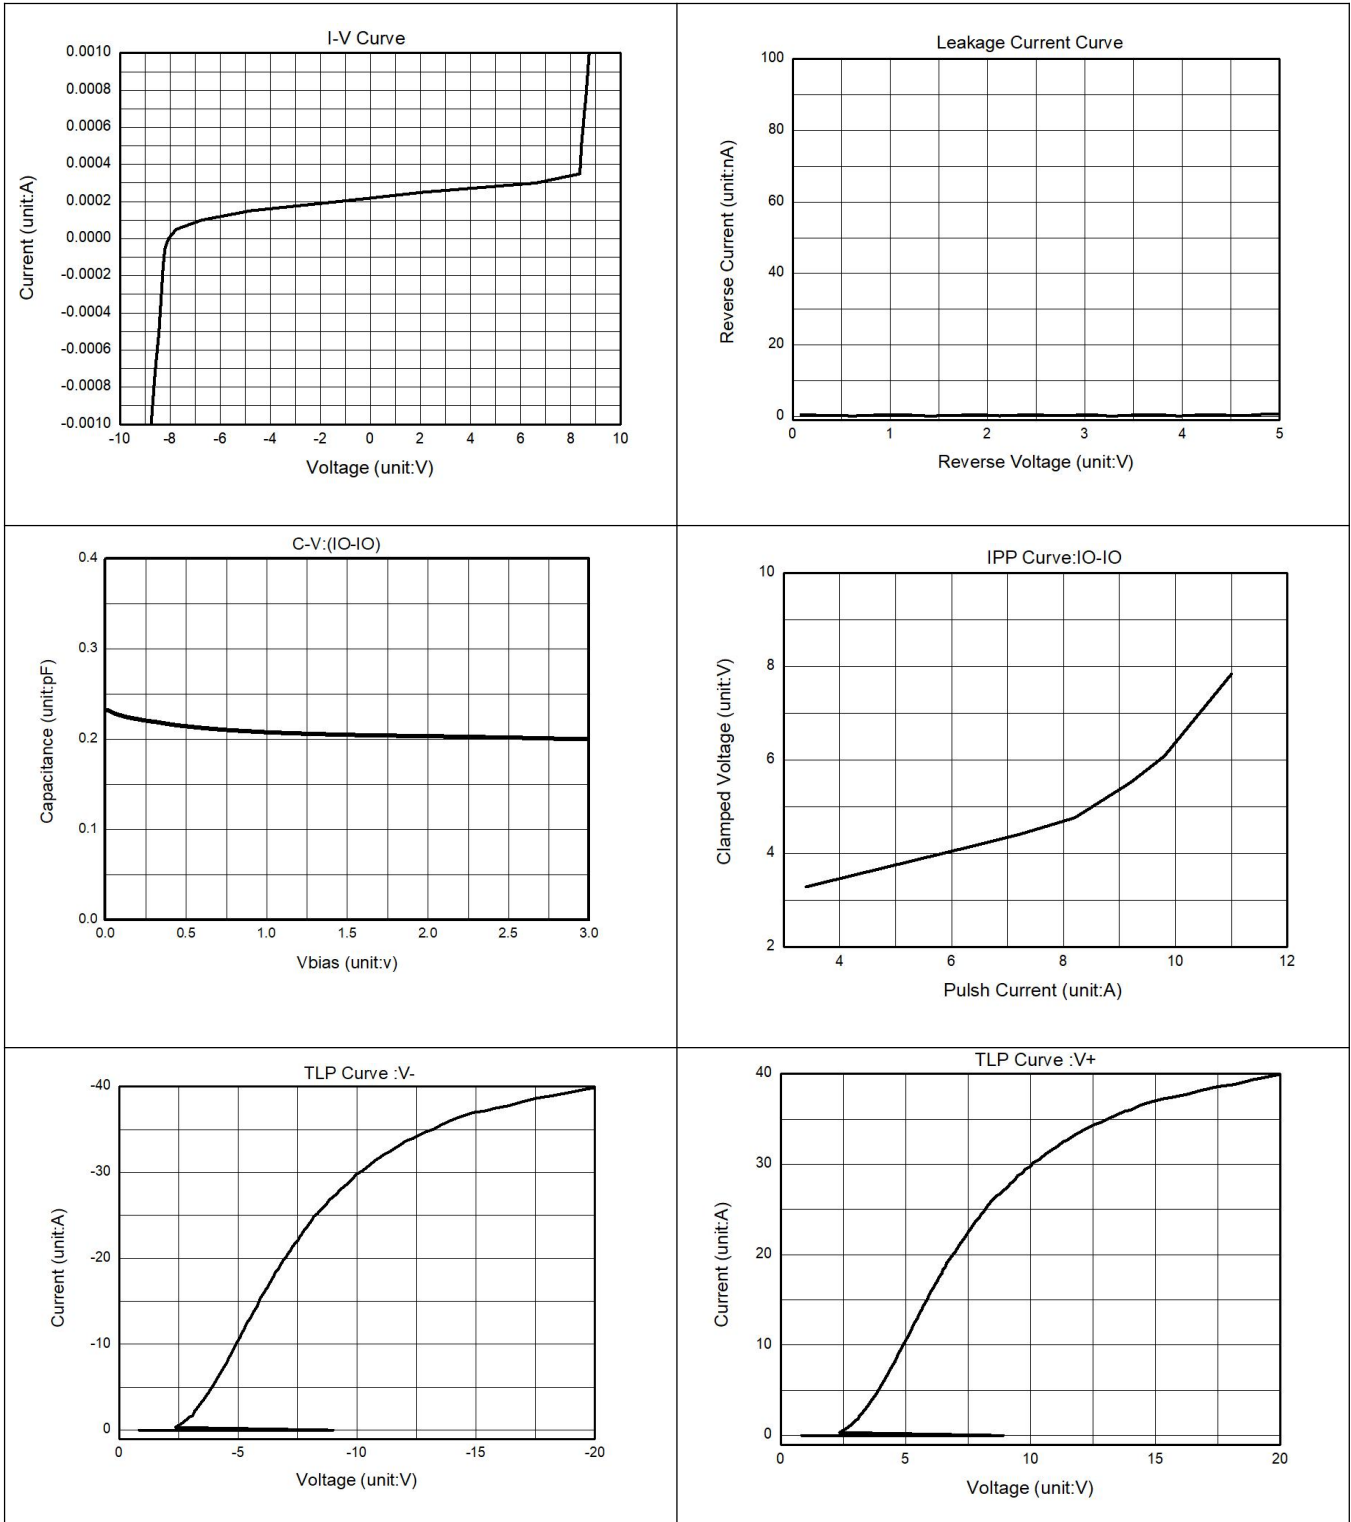 I-V Curve
0.0010
0.0008
0.0006
0.0004
0.0002
0.0000
-0.0002
-0.0004
-0.0006
-0.0008
-0.0010
Current (unit:A)
-10 -8 -6 -4 -2 0 2 4 6 8 10
Voltage (unit:V)
Leakage Current Curve
100
80
60
40
20
0
Reverse Current (unit:nA)
0 1 2 3 4 5
Reverse Voltage (unit:V)
C-V:(IO-IO)
0.4
0.3
0.2
0.1
0.0
Capacitance (unit:pF)
0.0 0.5 1.0 1.5 2.0 2.5 3.0
Vbias (unit:v)
IPP Curve:IO-IO
10
8
6
4
2
Clamped Voltage (unit:V)
4 6 8 10 12
Pulsh Current (unit:A)
TLP Curve :V-
-40
-30
-20
-10
0
Current (unit:A)
0 -5 -10 -15 -20
Voltage (unit:V)
TLP Curve :V+
40
30
20
10
0
Current (unit:A)
0 5 10 15 20
Voltage (unit:V)